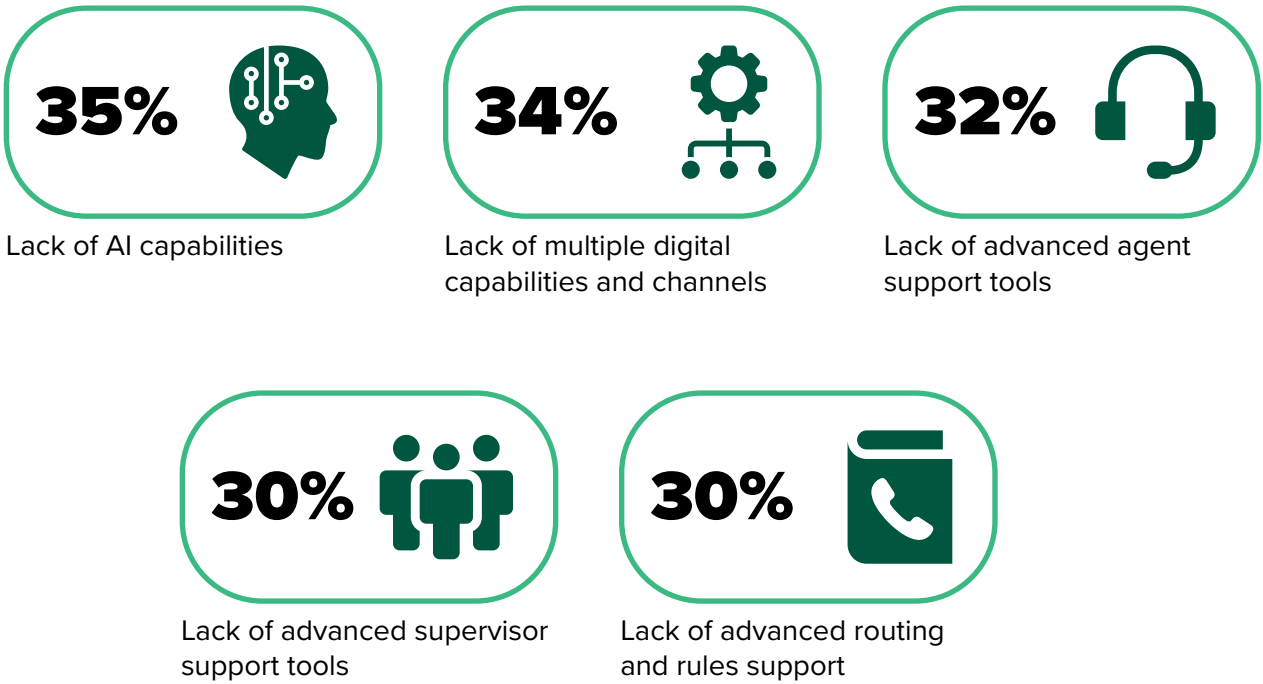 35%
Lack of AI capabilities
34%
Lack of multiple digital
capabilities and channels
32%
Lack of advanced agent
support tools
30%
Lack of advanced supervisor
support tools
30%
Lack of advanced routing
and rules support